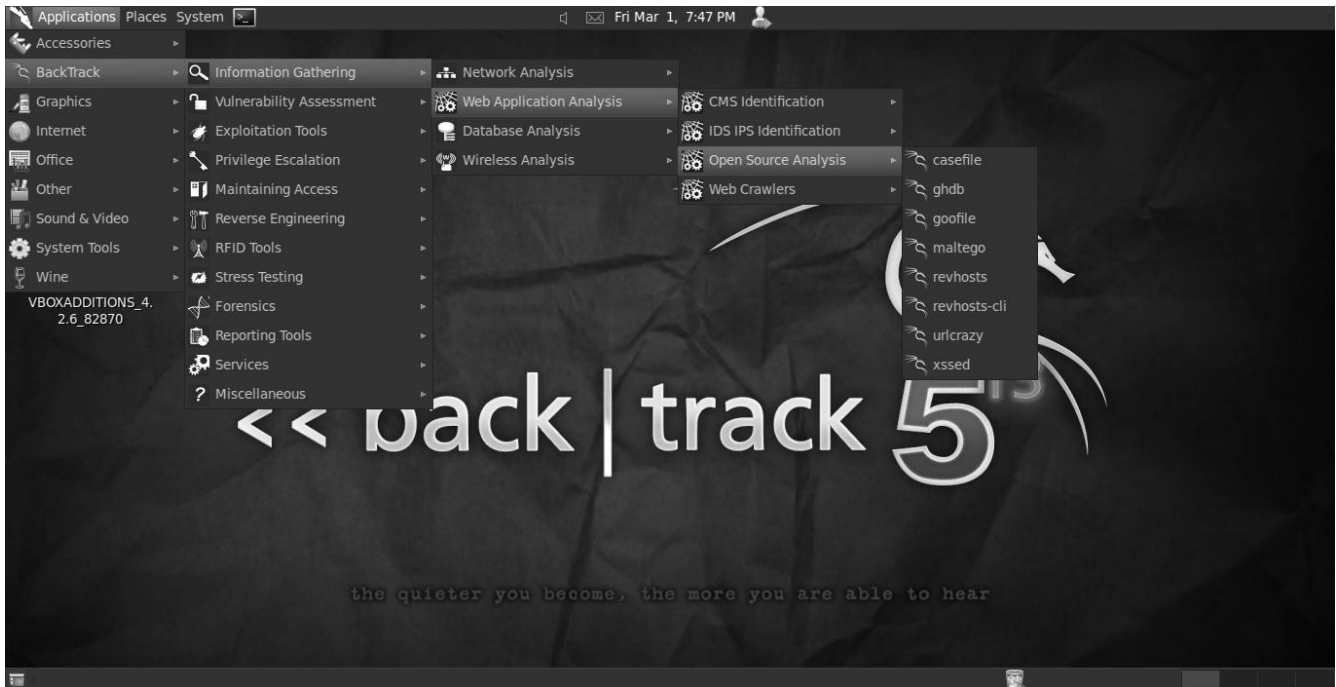 Applications Places System Fri Mar 1, 7:47 PM
Accessories
BackTrack
Graphics
Internet
Office
Other
Sound & Video
System Tools
Wine
VBOXADDITIONS_4.
2.6_82870
Information Gathering
Vulnerability Assessment
Exploitation Tools
Privilege Escalation
Maintaining Access
Reverse Engineering
RFID Tools
Stress Testing
Forensics
Reporting Tools
Services
Miscellaneous
Network Analysis
Web Application Analysis
Database Analysis
Wireless Analysis
CMS Identification
IDS IPS Identification
Open Source Analysis
Web Crawlers
casefile
ghdb
goofile
maltego
revhosts
revhosts-cli
urlcrazy
xssed
<< back | track 5 r3
the quieter you become, the more you are able to hear